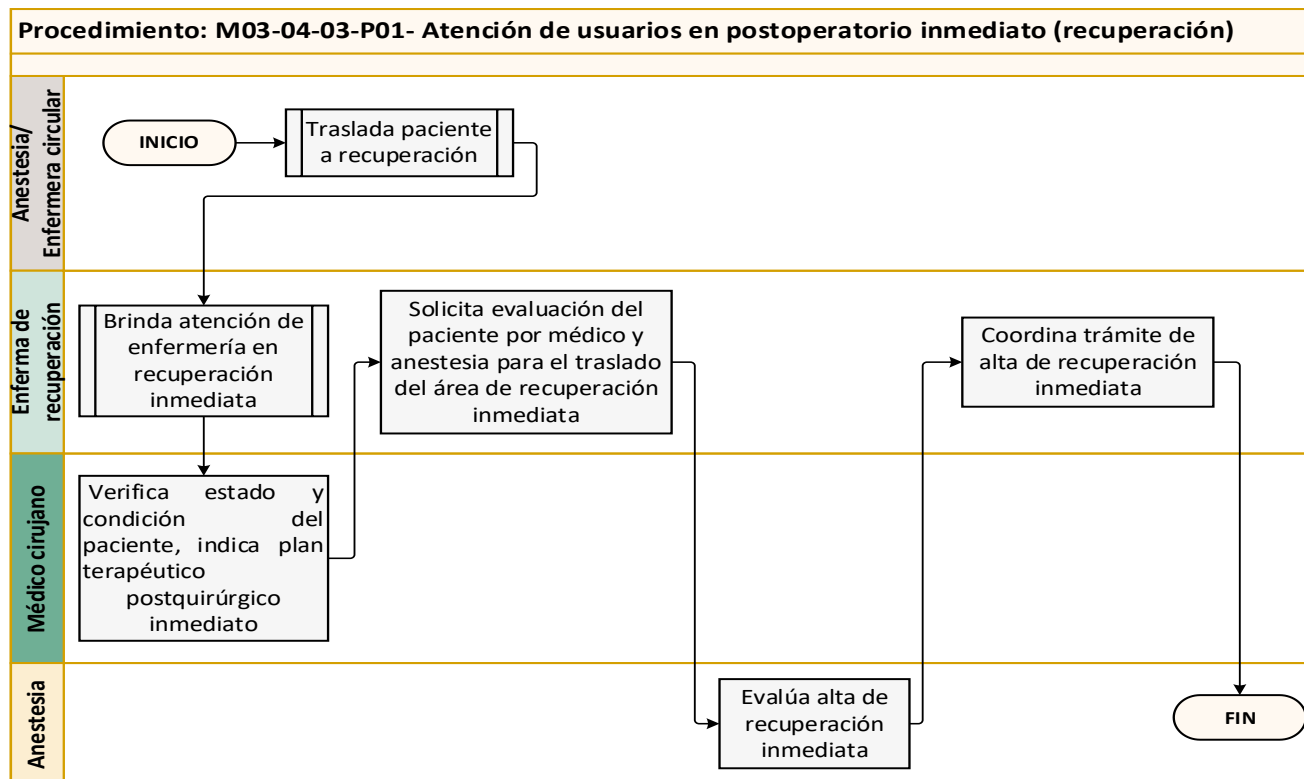 Procedimiento: M03-04-03-P01- Atención de usuarios en postoperatorio inmediato (recuperación)
Anestesia/
Enfermera circular
INICIO
Traslada paciente
a recuperación
Enferma de
recuperación
Brinda atención de
enfermería en
recuperación
inmediata
Solicita evaluación del
paciente por médico y
anestesia para el traslado
del área de recuperación
inmediata
Coordina trámite de
alta de recuperación
inmediata
Médico cirujano
Verifica estado y
condición del
paciente, indica plan
terapéutico
postquirúrgico
inmediato
Anestesia
Evalúa alta de
recuperación
inmediata
FIN